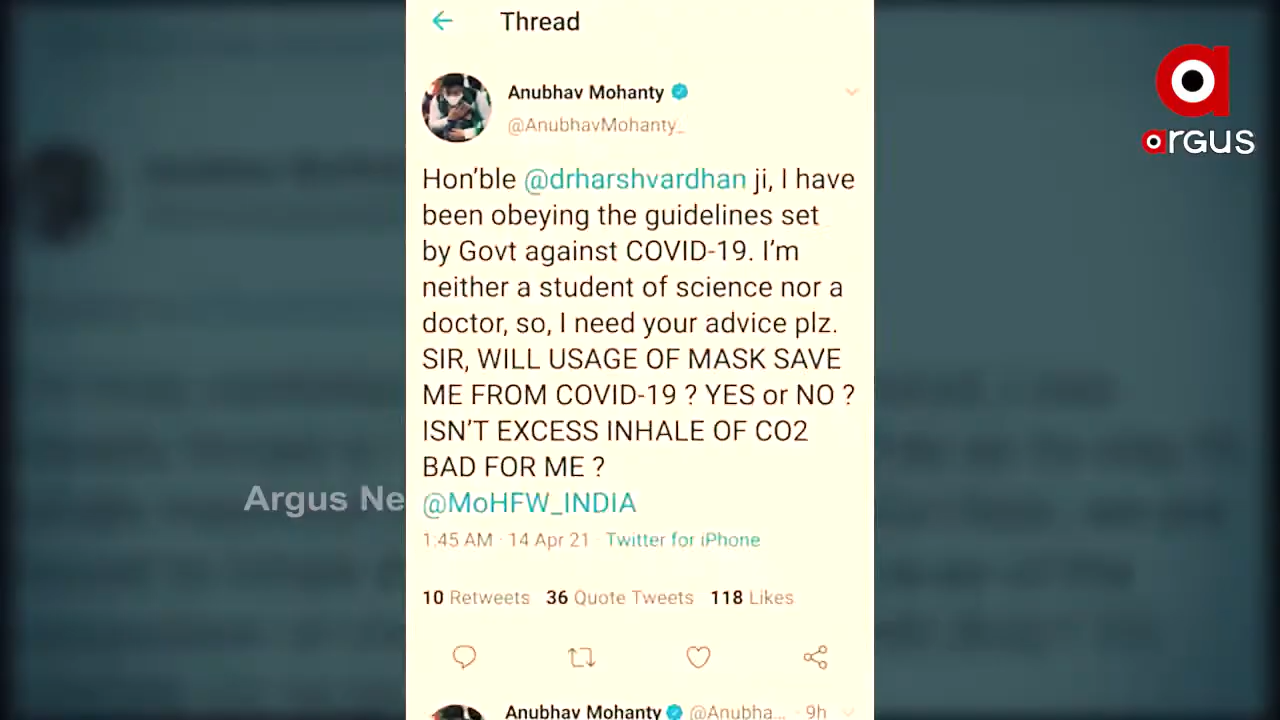 Thread
Anubhav Mohanty
@AnubhavMohanty_
Hon'ble @drharshvardhan ji, I have
been obeying the guidelines set
by Govt against COVID-19. I'm
neither a student of science nor a
doctor, so, I need your advice plz.
SIR, WILL USAGE OF MASK SAVE
ME FROM COVID-19 ? YES or NO ?
ISN'T EXCESS INHALE OF CO2
BAD FOR ME ?
@MoHFW_INDIA
1:45 AM · 14 Apr 21 · Twitter for iPhone
10 Retweets 36 Quote Tweets 118 Likes
Anubhav Mohanty @Anubha... · 9h
argus
Argus Ne